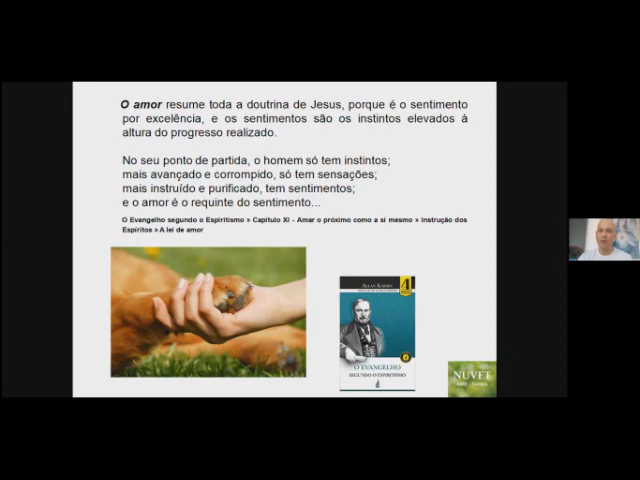 O amor resume toda a doutrina de Jesus, porque é o sentimento
por excelência, e os sentimentos são os instintos elevados à
altura do progresso realizado.
No seu ponto de partida, o homem só tem instintos;
mais avançado e corrompido, só tem sensações;
mais instruído e purificado, tem sentimentos;
e o amor é o requinte do sentimento...
O Evangelho segundo o Espiritismo » Capítulo XI - Amar o próximo como a si mesmo » Instrução dos
Espíritos » A lei de amor
ALLAN KARDEC
O EVANGELHO
SEGUNDO O ESPIRITISMO
NUVET